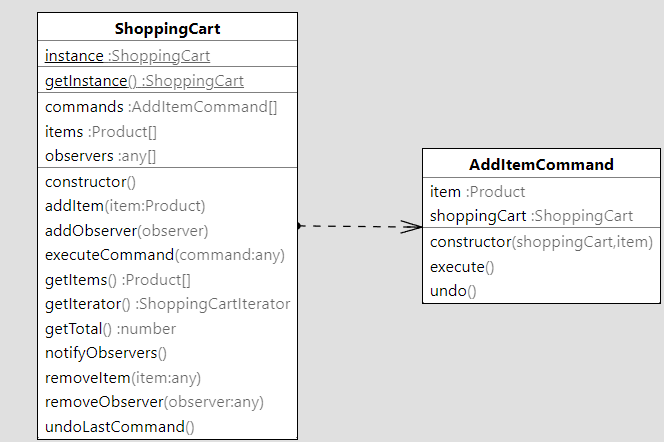 ShoppingCart
instance :ShoppingCart
getInstance() :ShoppingCart
commands :AddItemCommand[]
items :Product[]
observers :any[]
constructor()
addItem(item:Product)
addObserver(observer)
executeCommand(command:any)
getItems() :Product[]
getIterator() :ShoppingCartIterator
getTotal() :number
notifyObservers()
removeItem(item:any)
removeObserver(observer:any)
undoLastCommand()
AddItemCommand
item :Product
shoppingCart :ShoppingCart
constructor(shoppingCart,item)
execute()
undo()